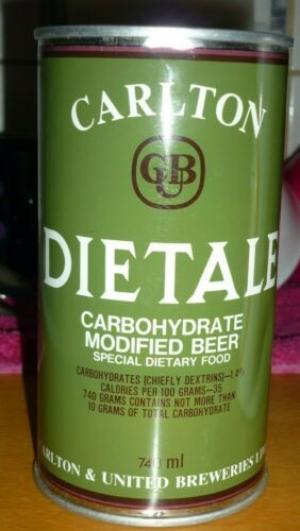 CARLTON
CUB
DIETALE
CARBOHYDRATE
MODIFIED BEER
SPECIAL DIETARY FOOD
CARBOHYDRATES (CHIEFLY DEXTRINS)—1.4%
CALORIES PER 100 GRAMS—35
740 GRAMS CONTAINS NOT MORE THAN
10 GRAMS OF TOTAL CARBOHYDRATE
740 ml
ARLTON & UNITED BREWERIES